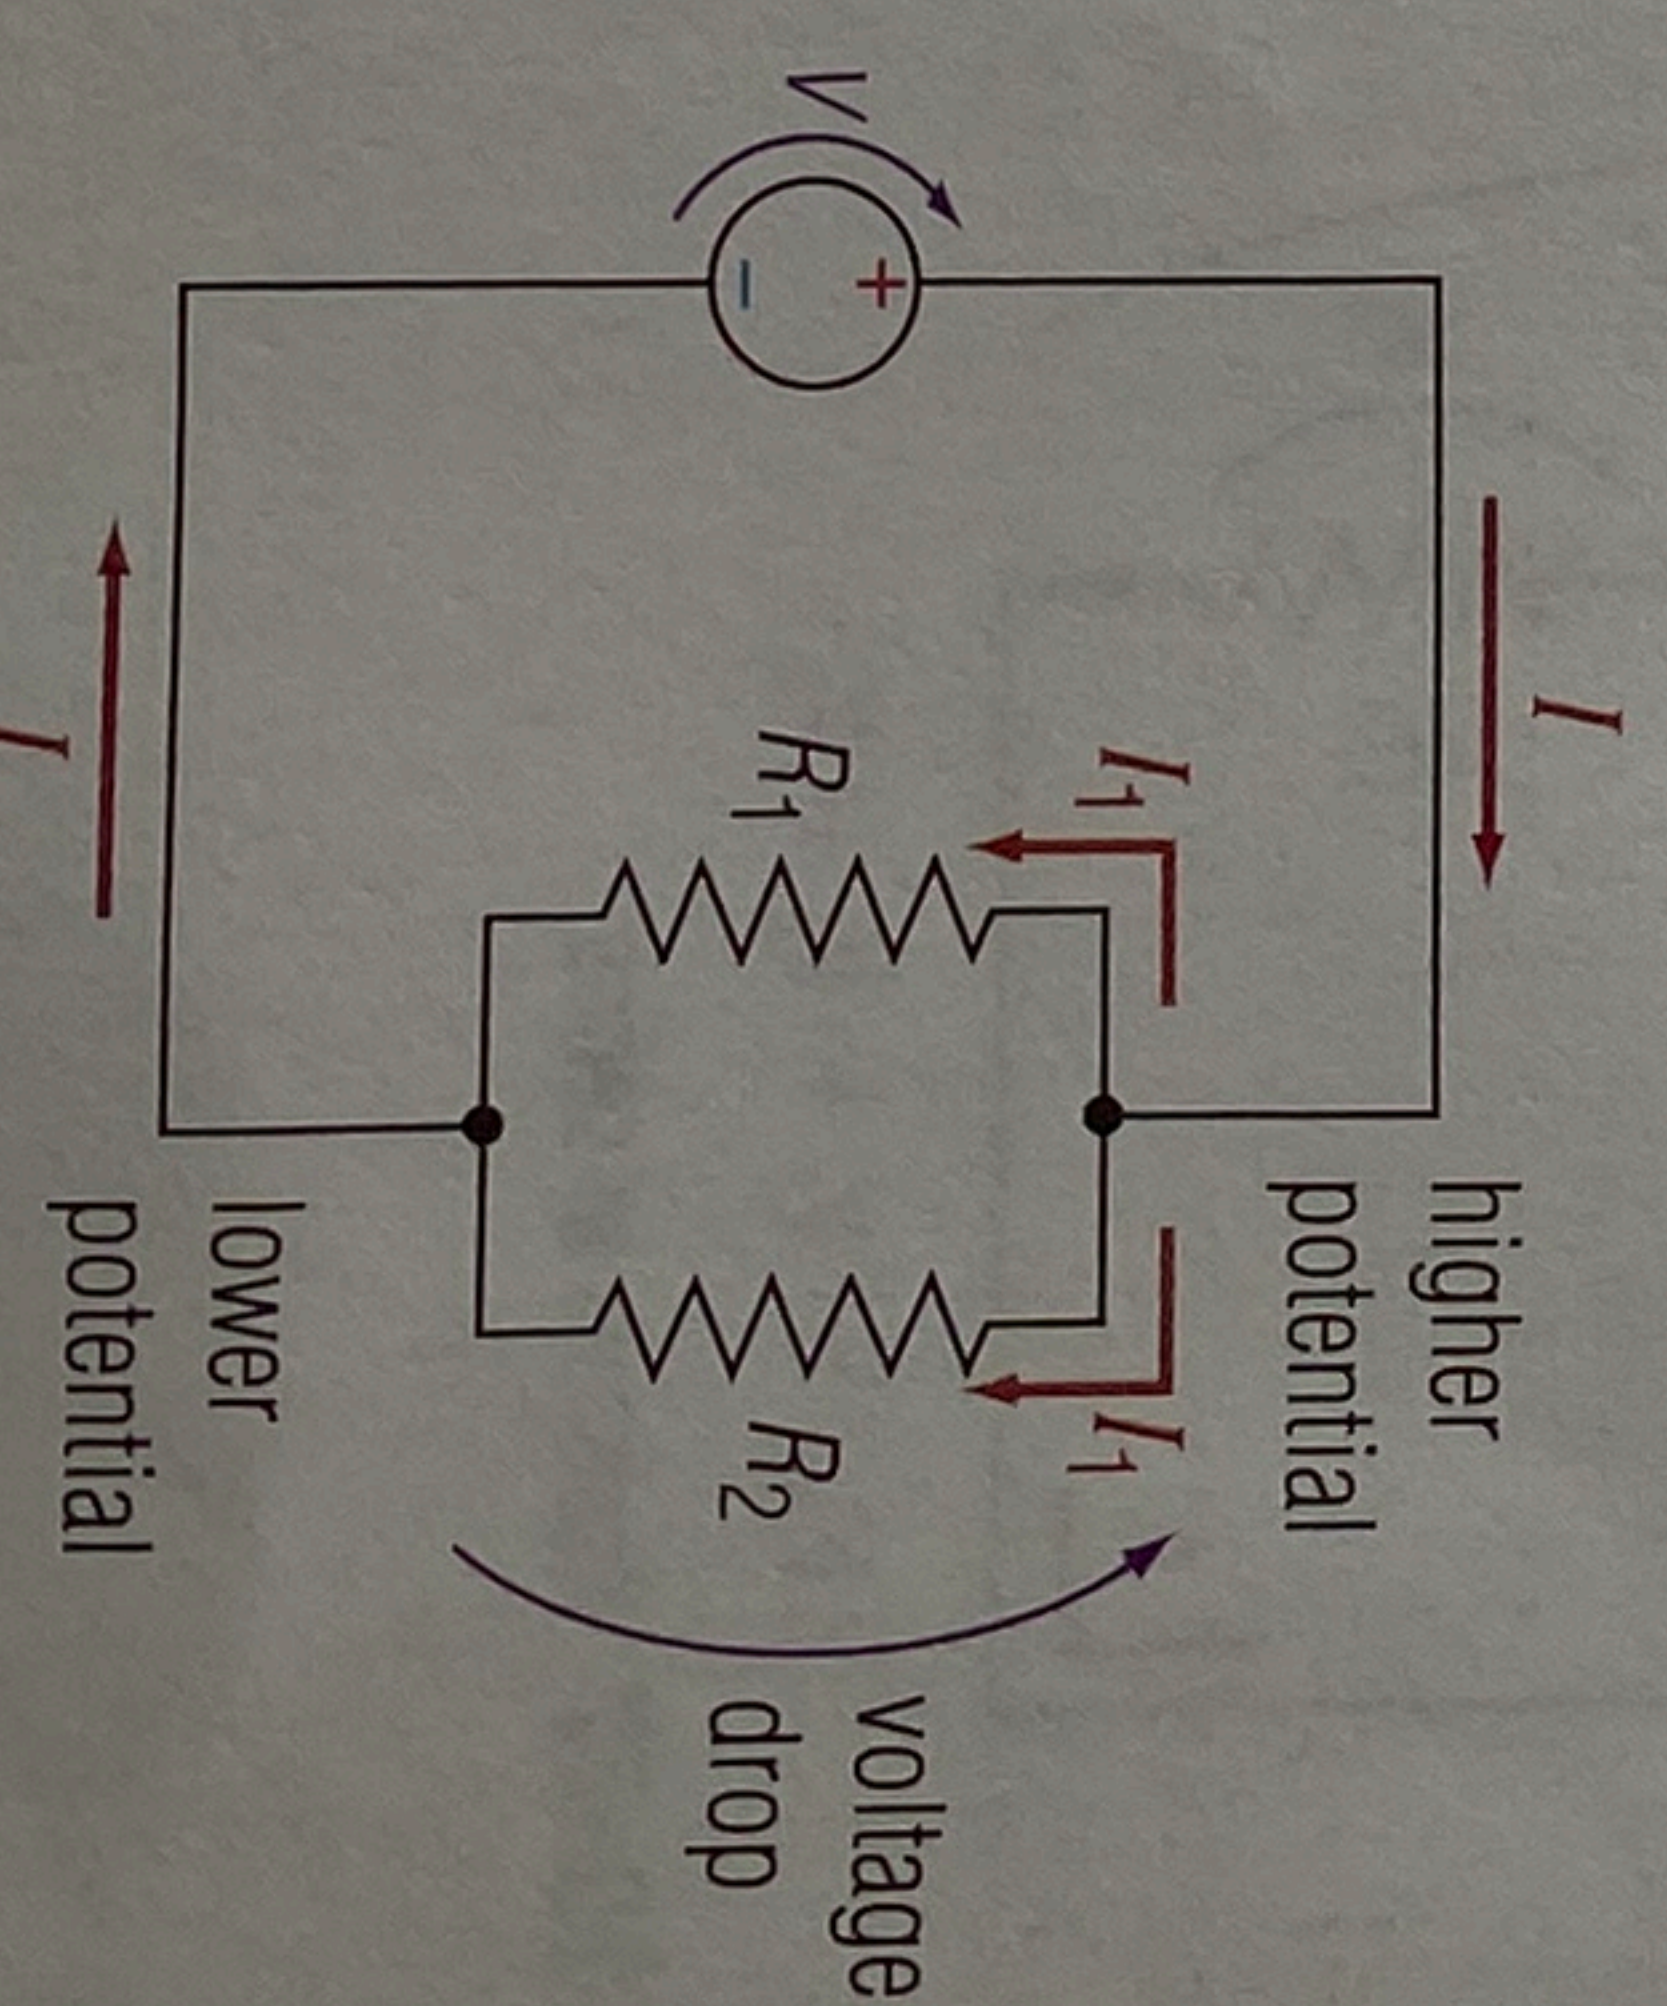 I
higher
potential
I1
I1
V
+
−
R1
R2
voltage
drop
lower
potential
I